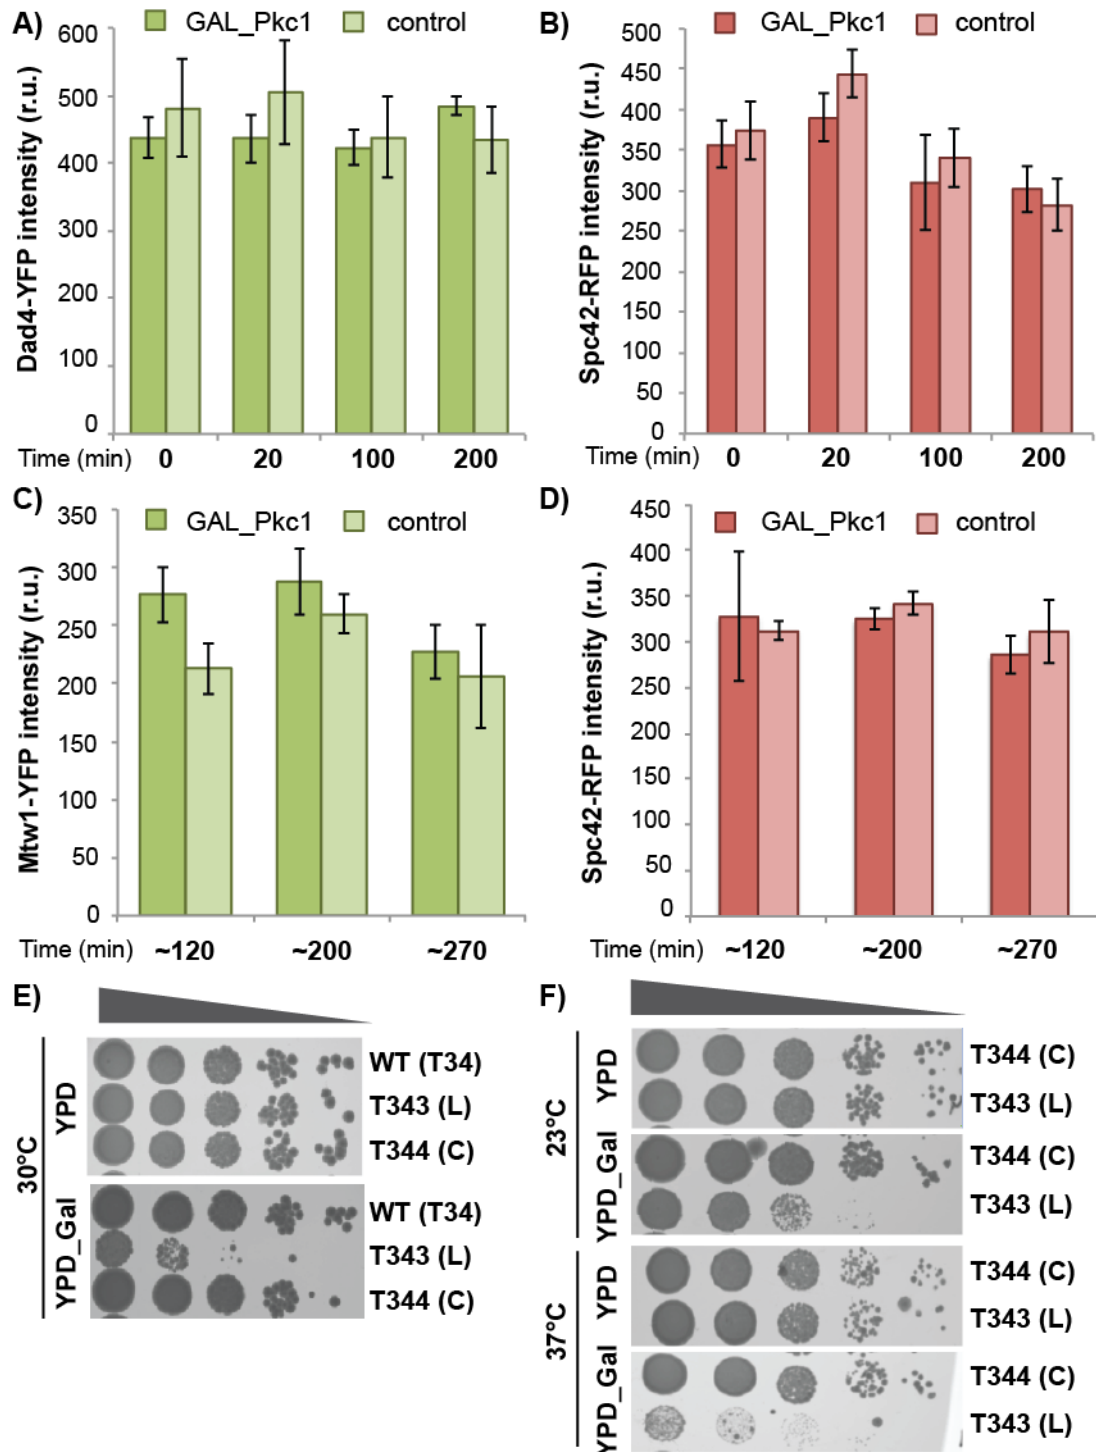 A) GAL_Pkc1 control
Dad4-YFP intensity (r.u.)
600
500
400
300
200
100
0
Time (min) 0 20 100 200
B) GAL_Pkc1 control
Spc42-RFP intensity (r.u.)
500
450
400
350
300
250
200
150
100
50
0
Time (min) 0 20 100 200
C) GAL_Pkc1 control
Mtw1-YFP intensity (r.u.)
350
300
250
200
150
100
50
0
Time (min) ~120 ~200 ~270
D) GAL_Pkc1 control
Spc42-RFP intensity (r.u.)
450
400
350
300
250
200
150
100
50
0
Time (min) ~120 ~200 ~270
E)
30°C
YPD
WT (T34)
T343 (L)
T344 (C)
YPD_Gal
WT (T34)
T343 (L)
T344 (C)
F)
23°C
YPD
T344 (C)
T343 (L)
YPD_Gal
T344 (C)
T343 (L)
37°C
YPD
T344 (C)
T343 (L)
YPD_Gal
T344 (C)
T343 (L)